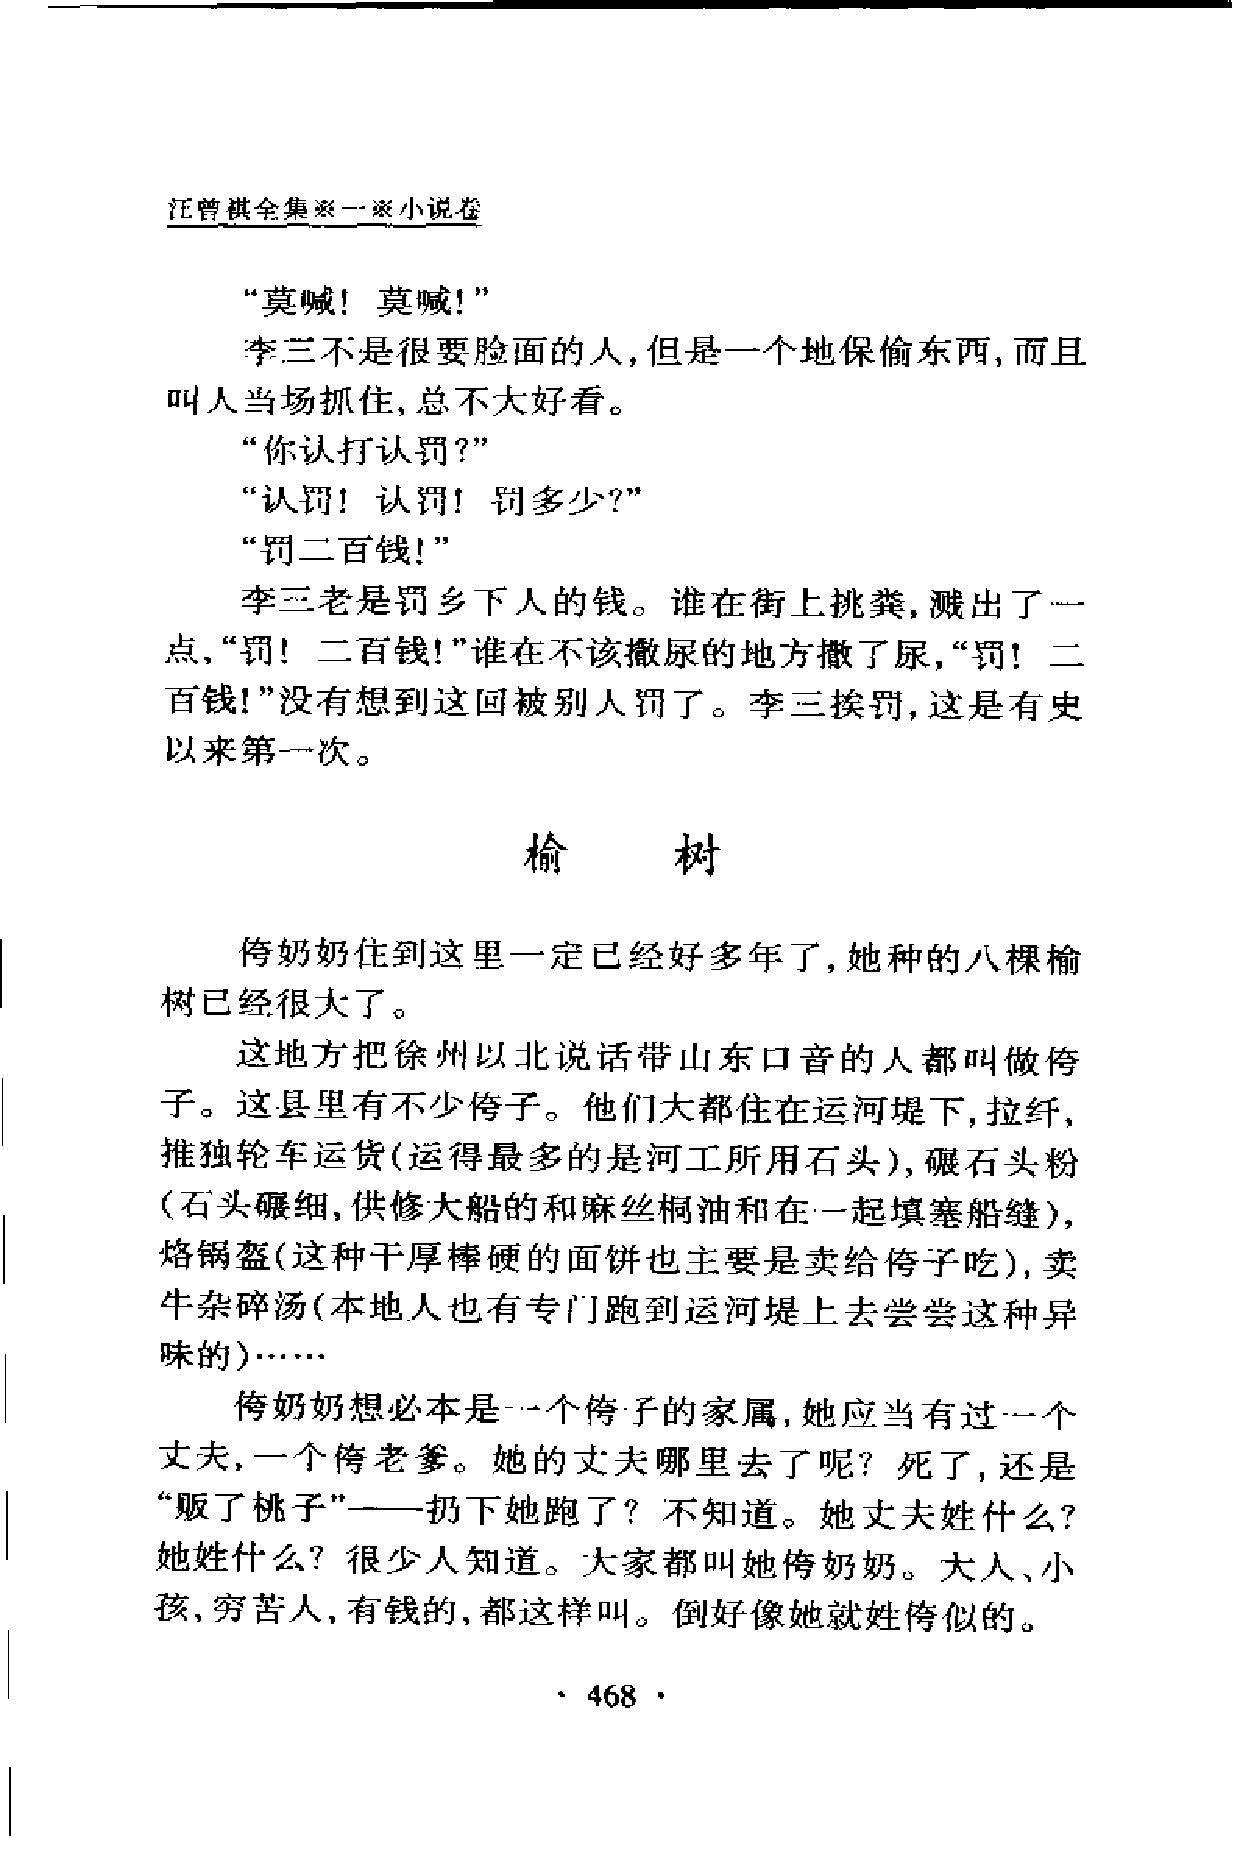 汪曾祺全集※一※小说卷
“莫喊！莫喊！”
李三不是很要脸面的人，但是一个地保偷东西，而且
叫人当场抓住，总不大好看。
“你认打认罚？”
“认罚！认罚！罚多少？”
“罚二百钱！”
李三老是罚乡下人的钱。谁在街上挑粪，溅出了一
点，“罚！二百钱！”谁在不该撒尿的地方撒了尿，“罚！二
百钱！”没有想到这回被别人罚了。李三挨罚，这是有史
以来第一次。
榆 树
侉奶奶住到这里一定已经好多年了，她种的八棵榆
树已经很大了。
这地方把徐州以北说话带山东口音的人都叫做侉
子。这县里有不少侉子。他们大都住在运河堤下，拉纤，
推独轮车运货(运得最多的是河工所用石头)，碾石头粉
(石头碾细，供修大船的和麻丝桐油和在一起填塞船缝)，
烙锅盔(这种干厚棒硬的面饼也主要是卖给侉子吃)，卖
牛杂碎汤(本地人也有专门跑到运河堤上去尝尝这种异
味的)……
侉奶奶想必本是一个侉子的家属，她应当有过一个
丈夫，一个侉老爹。她的丈夫哪里去了呢？死了，还是
“贩了桃子”——扔下她跑了？不知道。她丈夫姓什么？
她姓什么？很少人知道。大家都叫她侉奶奶。大人、小
孩，穷苦人，有钱的，都这样叫。倒好像她就姓侉似的。
· 468 ·